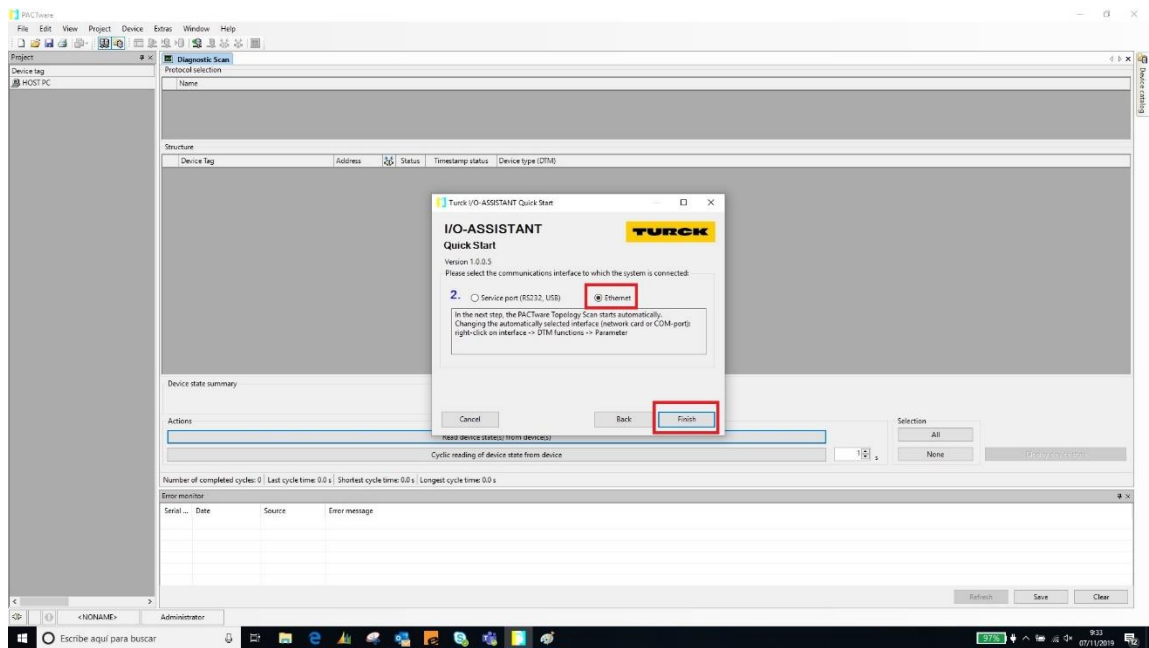 PACTware
File Edit View Project Device Extras Window Help
Project
Diagnostic Scan
Device tag
Protocol selection
HOST PC
Name
Device catalog
Structure
Device Tag Address Status Timestamp status Device type (DTM)
Turck I/O-ASSISTANT Quick Start
I/O-ASSISTANT
TURCK
Quick Start
Version 1.0.0.5
Please select the communications interface to which the system is connected:
2. Service port (RS232, USB) Ethernet
In the next step, the PACTware Topology Scan starts automatically.
Changing the automatically selected interface (network card or COM-port):
right-click on interface -> DTM functions -> Parameter
Device state summary
Cancel Back Finish
Actions
Selection
Read device state(s) from device(s)
All
Cyclic reading of device state from device
1 s
None
Number of completed cycles: 0 Last cycle time: 0.0 s Shortest cycle time: 0.0 s Longest cycle time: 0.0 s
Error monitor
Serial ... Date Source Error message
Refresh Save Clear
<NONAME> Administrator
Escribe aquí para buscar
97%
9:33
07/11/2019